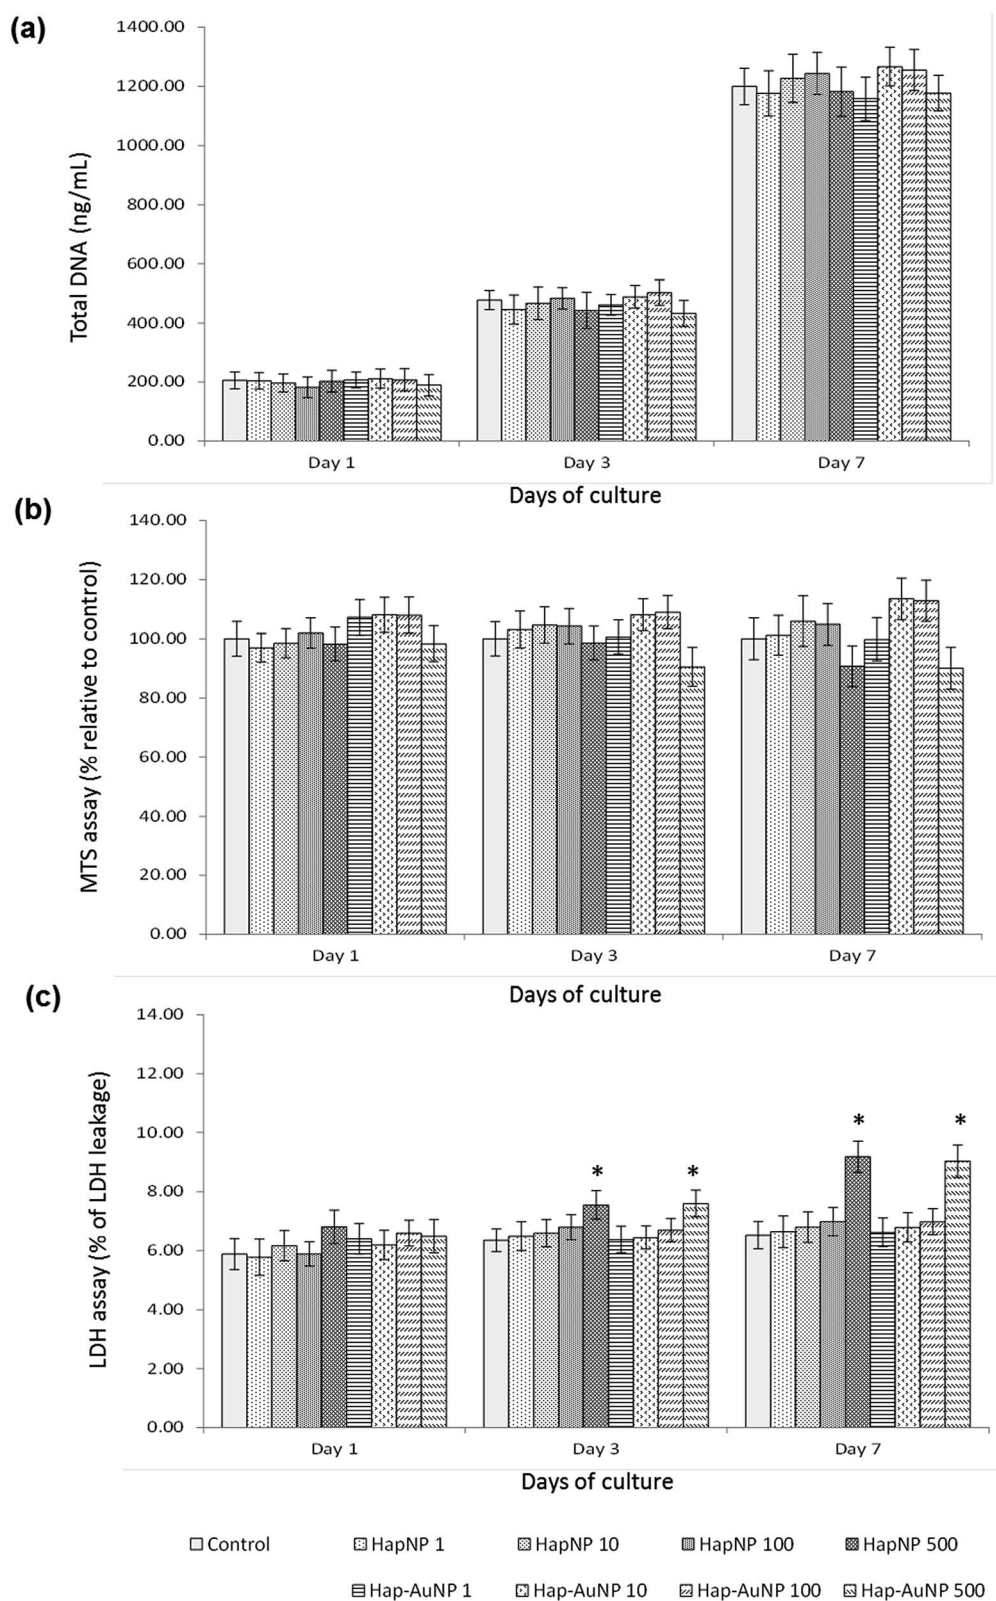 (a)
1400.00
1200.00
1000.00
800.00
600.00
400.00
200.00
0.00
Total DNA (ng/mL)
Day 1 Day 3 Day 7
Days of culture
(b)
140.00
120.00
100.00
80.00
60.00
40.00
20.00
0.00
MTS assay (% relative to control)
Day 1 Day 3 Day 7
Days of culture
(c)
14.00
12.00
10.00
8.00
6.00
4.00
2.00
0.00
LDH assay (% of LDH leakage)
* * * *
Day 1 Day 3 Day 7
Days of culture
Control HapNP 1 HapNP 10 HapNP 100 HapNP 500
Hap-AuNP 1 Hap-AuNP 10 Hap-AuNP 100 Hap-AuNP 500